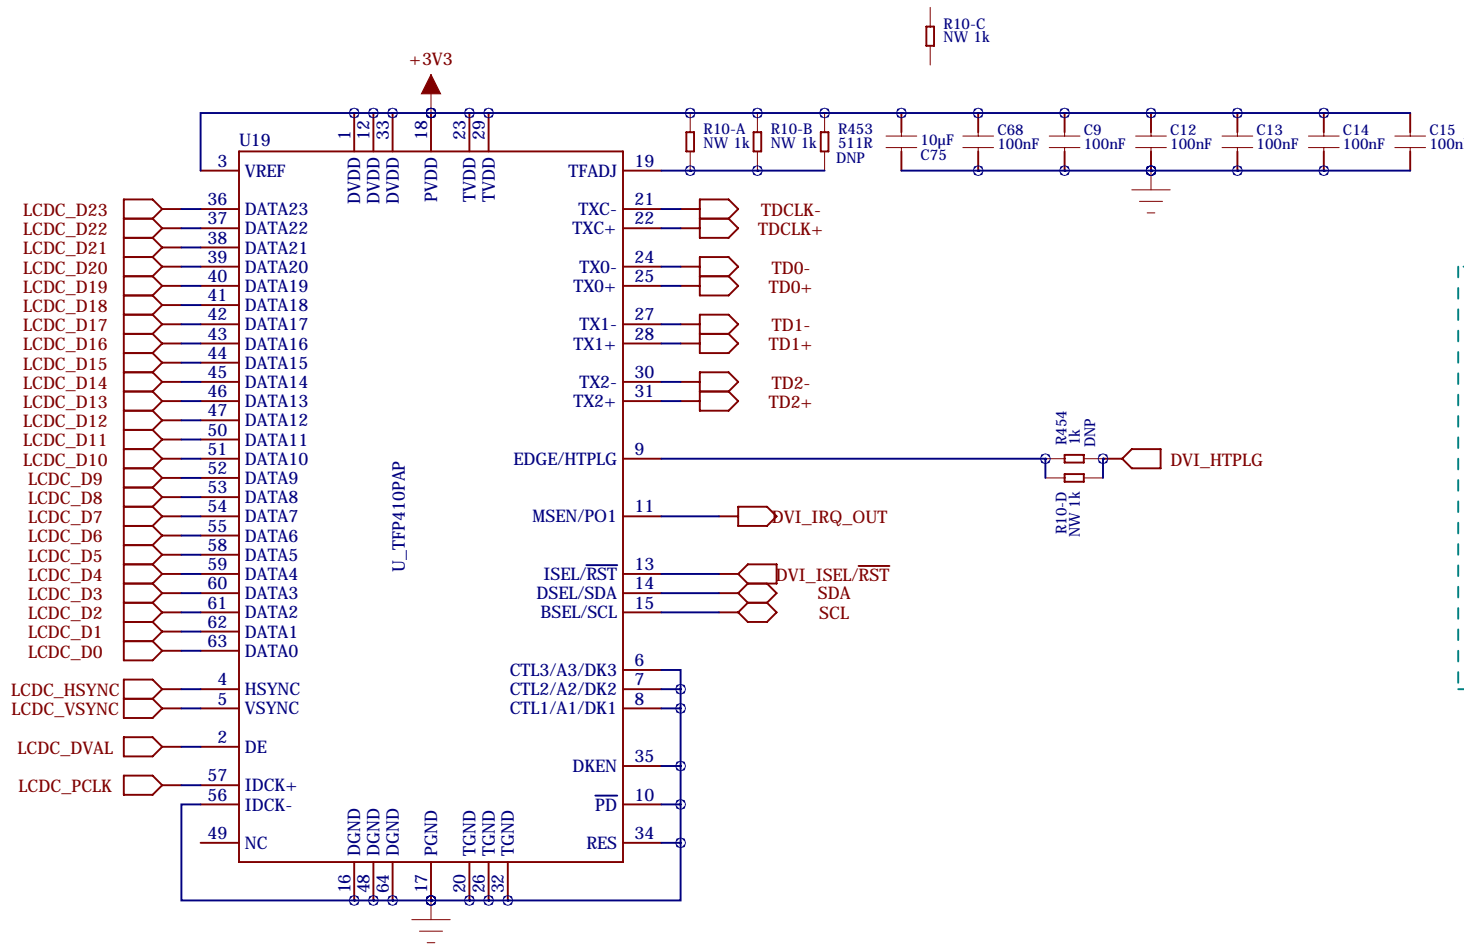 R10-C
NW 1k
+3V3
U19
1
12
33
18
23
29
DVDD
DVDD
DVDD
PVDD
TVDD
TVDD
R10-A
NW 1k
R10-B
NW 1k
R453
511R
DNP
10µF
C75
C68
100nF
C9
100nF
C12
100nF
C13
100nF
C14
100nF
C15
100n
3 VREF
TFADJ 19
LCDC_D23 36 DATA23
LCDC_D22 37 DATA22
LCDC_D21 38 DATA21
LCDC_D20 39 DATA20
LCDC_D19 40 DATA19
LCDC_D18 41 DATA18
LCDC_D17 42 DATA17
LCDC_D16 43 DATA16
LCDC_D15 44 DATA15
LCDC_D14 45 DATA14
LCDC_D13 46 DATA13
LCDC_D12 47 DATA12
LCDC_D11 50 DATA11
LCDC_D10 51 DATA10
LCDC_D9 52 DATA9
LCDC_D8 53 DATA8
LCDC_D7 54 DATA7
LCDC_D6 55 DATA6
LCDC_D5 58 DATA5
LCDC_D4 59 DATA4
LCDC_D3 60 DATA3
LCDC_D2 61 DATA2
LCDC_D1 62 DATA1
LCDC_D0 63 DATA0
LCDC_HSYNC 4 HSYNC
LCDC_VSYNC 5 VSYNC
LCDC_DVAL 2 DE
LCDC_PCLK 57 IDCK+
56 IDCK-
49 NC
U_TFP410PAP
TXC- 21 TDCLK-
TXC+ 22 TDCLK+
TX0- 24 TD0-
TX0+ 25 TD0+
TX1- 27 TD1-
TX1+ 28 TD1+
TX2- 30 TD2-
TX2+ 31 TD2+
EDGE/HTPLG 9
R454
1k
DNP
R10-D
NW 1k
DVI_HTPLG
MSEN/PO1 11 DVI_IRQ_OUT
ISEL/RST 13 DVI_ISEL/RST
DSEL/SDA 14 SDA
BSEL/SCL 15 SCL
CTL3/A3/DK3 6
CTL2/A2/DK2 7
CTL1/A1/DK1 8
DKEN 35
PD 10
RES 34
DGND
DGND
DGND
PGND
TGND
TGND
TGND
16
48
64
17
20
26
32